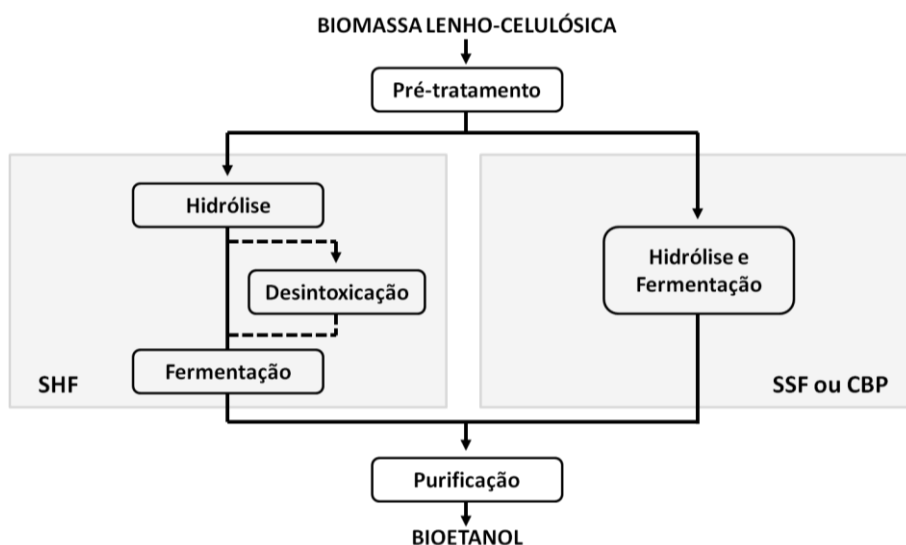 BIOMASSA LENHO-CELULÓSICA
Pré-tratamento
Hidrólise
Desintoxicação
Fermentação
SHF
Hidrólise e
Fermentação
SSF ou CBP
Purificação
BIOETANOL